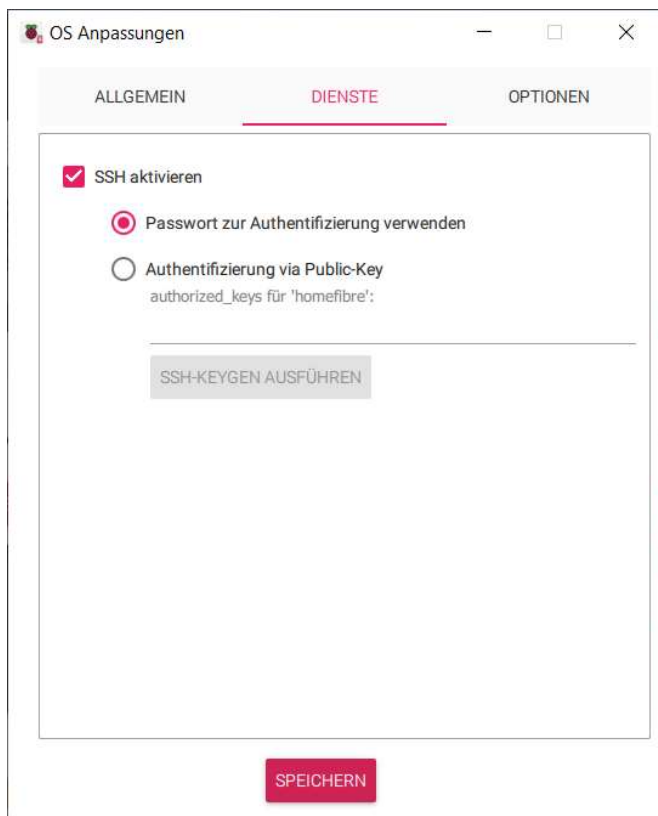 OS Anpassungen
ALLGEMEIN DIENSTE OPTIONEN
SSH aktivieren
Passwort zur Authentifizierung verwenden
Authentifizierung via Public-Key
authorized_keys für 'homefibre':
SSH-KEYGEN AUSFÜHREN
SPEICHERN